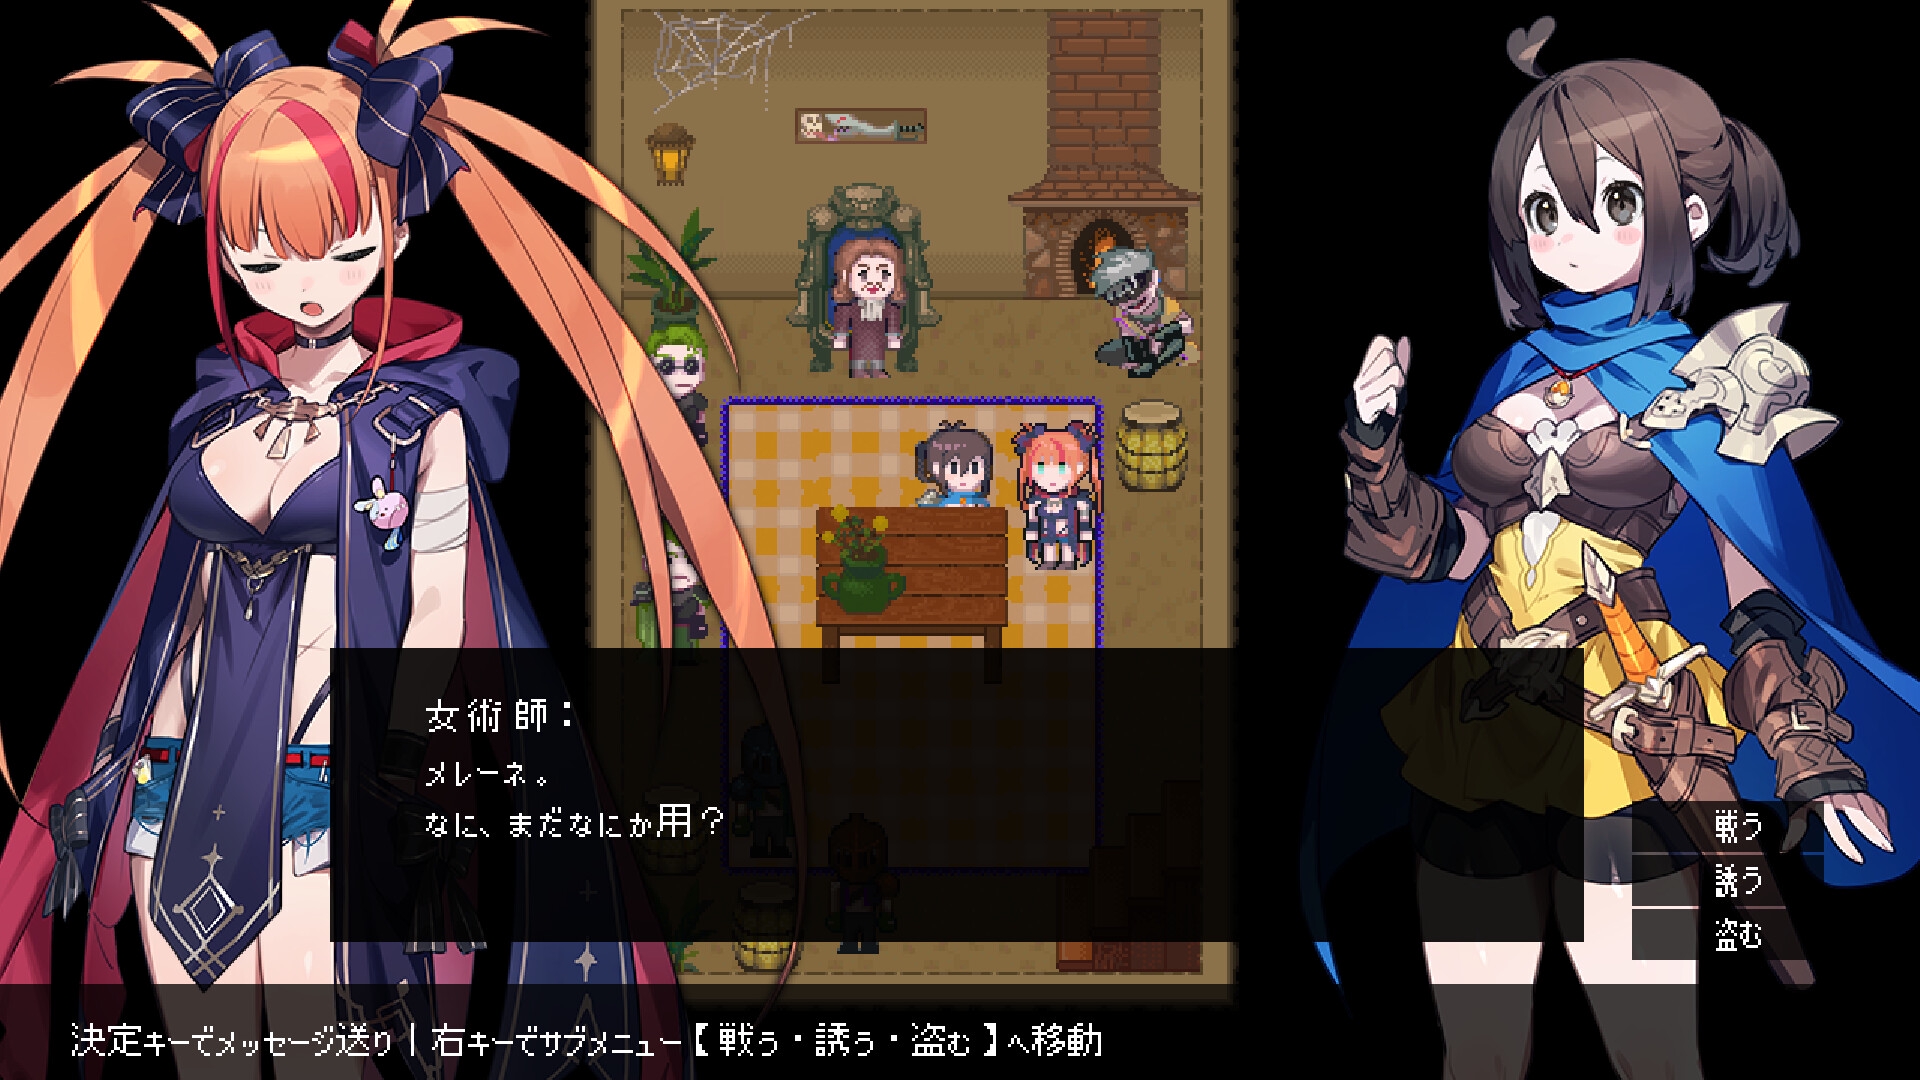 女術師：
メレーネ。
なに、まだなにか用？
戦う
誘う
盗む
決定キーでメッセージ送り｜右キーでサブメニュー【戦う・誘う・盗む】へ移動